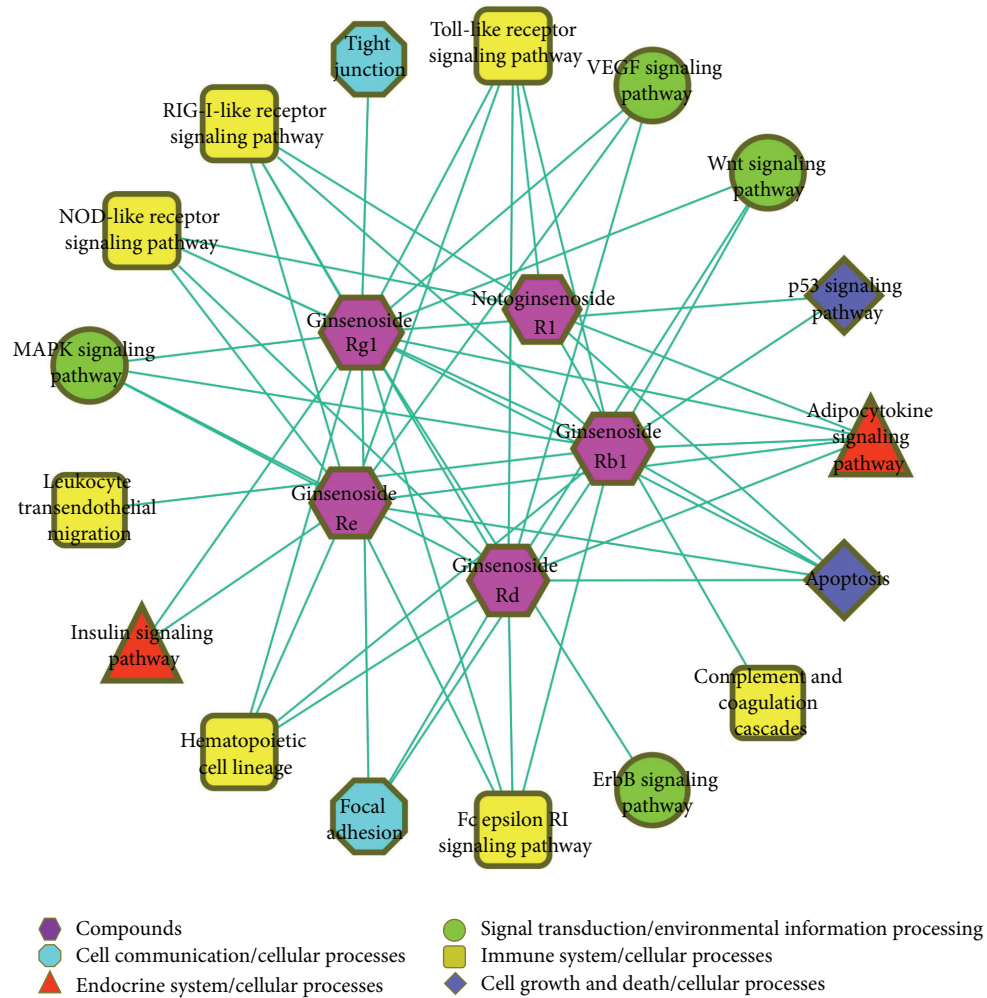 Toll-like receptor
signaling pathway
Tight
junction
VEGF signaling
pathway
RIG-I-like receptor
signaling pathway
Wnt signaling
pathway
NOD-like receptor
signaling pathway
p53 signaling
pathway
Notoginsenoside
R1
Ginsenoside
Rg1
MAPK signaling
pathway
Adipocytokine
signaling
pathway
Ginsenoside
Rb1
Leukocyte
transendothelial
migration
Ginsenoside
Re
Ginsenoside
Rd
Apoptosis
Insulin signaling
pathway
Complement and
coagulation
cascades
Hematopoietic
cell lineage
ErbB signaling
pathway
Focal
adhesion
Fc epsilon RI
signaling pathway
Compounds
Cell communication/cellular processes
Endocrine system/cellular processes
Signal transduction/environmental information processing
Immune system/cellular processes
Cell growth and death/cellular processes